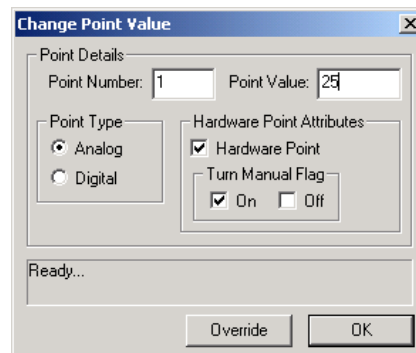 Change Point Value
Point Details
Point Number: 1 Point Value: 25
Point Type Hardware Point Attributes
Analog Hardware Point
Digital Turn Manual Flag
On Off
Ready...
Override OK